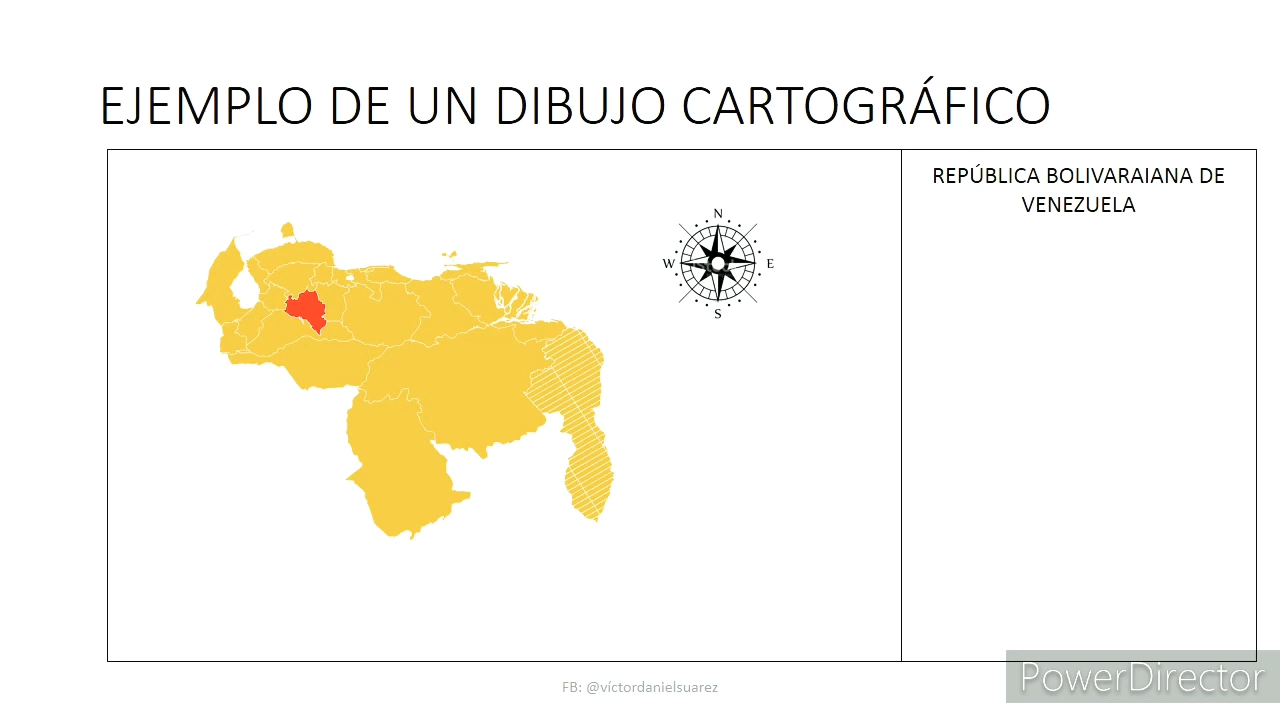 EJEMPLO DE UN DIBUJO CARTOGRÁFICO
REPÚBLICA BOLIVARAIANA DE
VENEZUELA
N
W E
S
FB: @víctordanielsuarez
PowerDirector